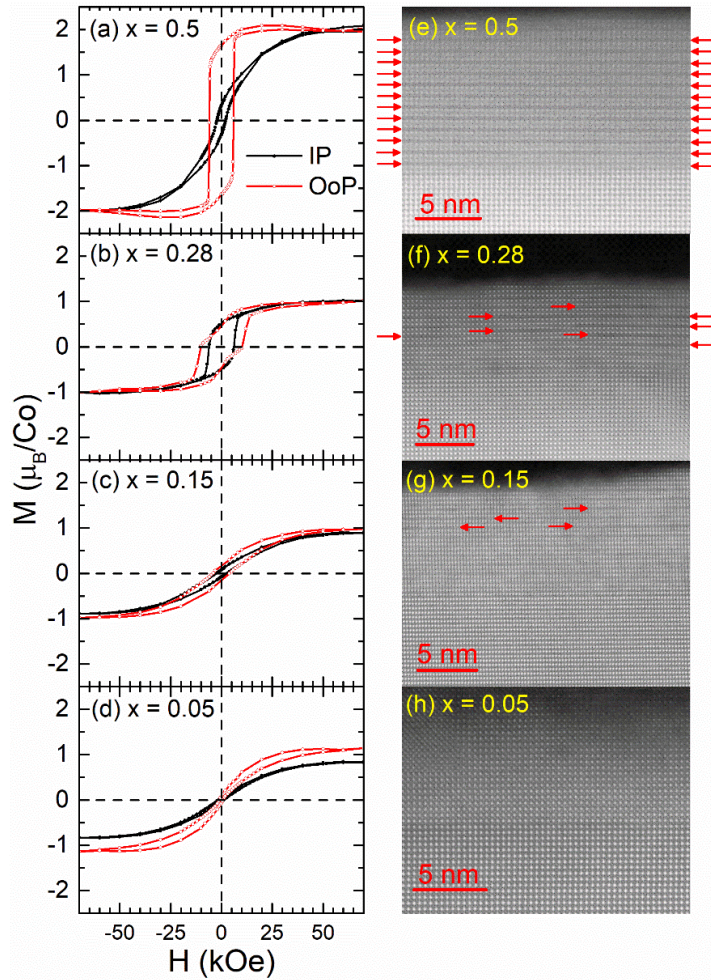 (a) x = 0.5
2
1
0
-1
-2
IP
OoP
(e) x = 0.5
5 nm
(b) x = 0.28
2
1
0
-1
-2
(f) x = 0.28
5 nm
M (μB/Co)
(c) x = 0.15
2
1
0
-1
-2
(g) x = 0.15
5 nm
(d) x = 0.05
2
1
0
-1
-2
(h) x = 0.05
5 nm
-50 -25 0 25 50
H (kOe)